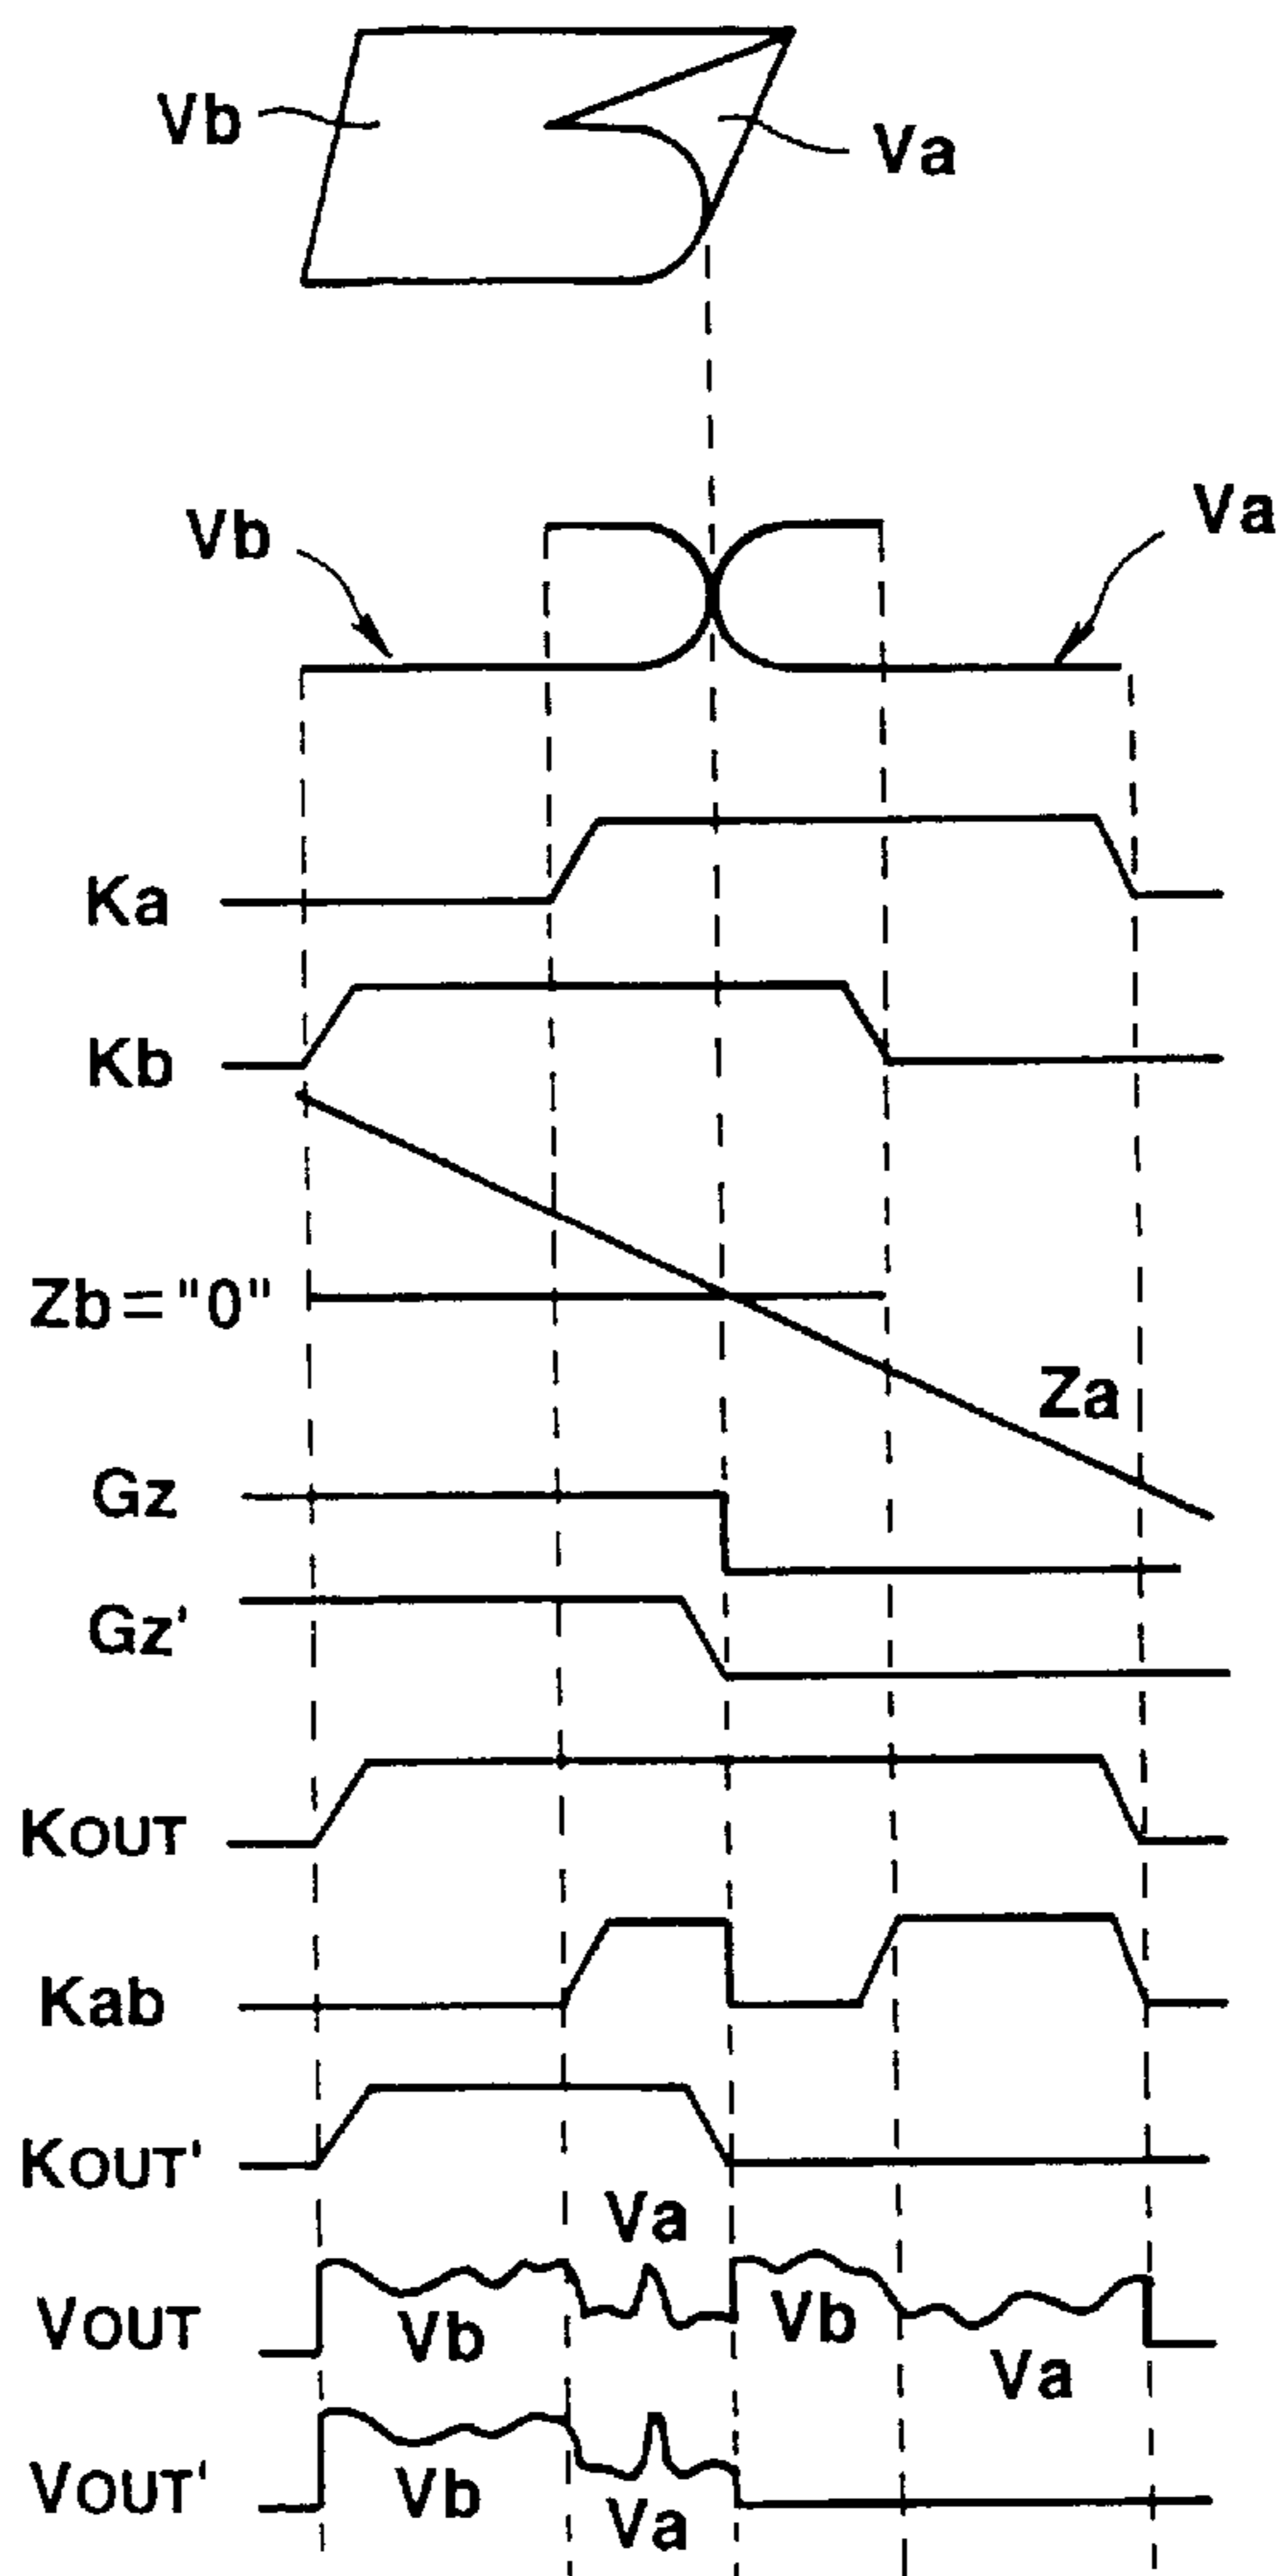 Vb
Va
Vb
Va
Ka
Kb
Zb="0"
Za
Gz
Gz'
KOUT
Kab
KOUT'
Va
VOUT
Vb
Vb
Va
VOUT'
Vb
Va